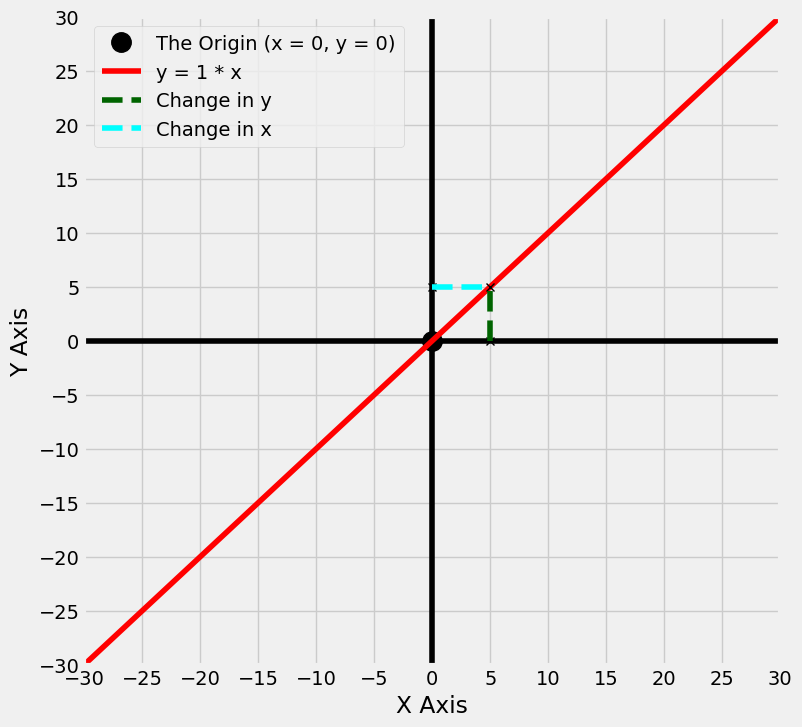 The Origin (x = 0, y = 0)
y = 1 * x
Change in y
Change in x
30
25
20
15
10
5
0
−5
−10
−15
−20
−25
−30
Y Axis
−30 −25 −20 −15 −10 −5 0 5 10 15 20 25 30
X Axis